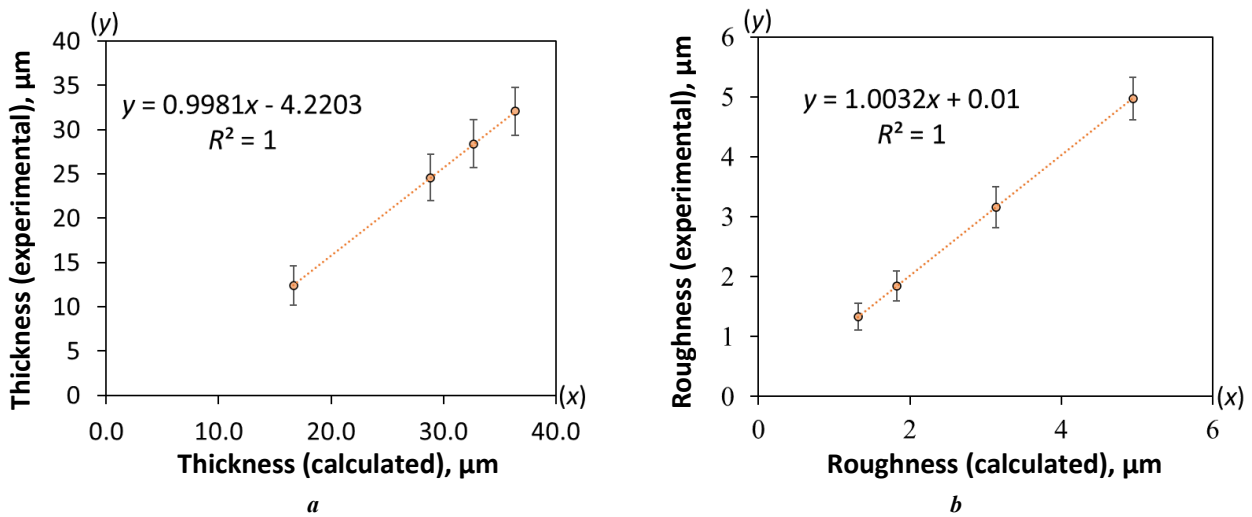 (y)
Thickness (experimental), µm
40
35
30
25
20
15
10
5
0
y = 0.9981x - 4.2203
R² = 1
0.0 10.0 20.0 30.0 40.0
(x)
Thickness (calculated), µm
a
(y)
Roughness (experimental), µm
6
5
4
3
2
1
0
y = 1.0032x + 0.01
R² = 1
0 2 4 6
(x)
Roughness (calculated), µm
b